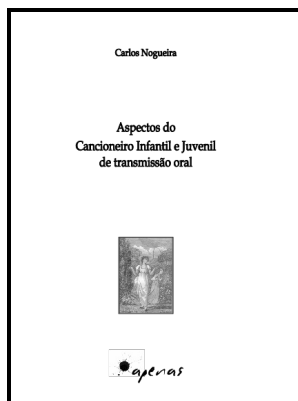 Carlos Nogueira
Aspectos do
Cancioneiro Infantil e Juvenil
de transmissão oral
apenas